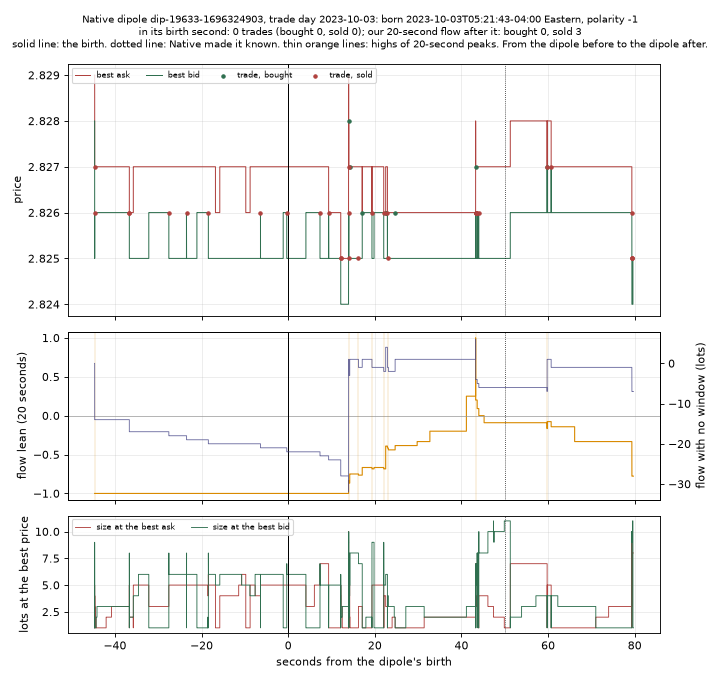 Native dipole dip-19633-1696324903, trade day 2023-10-03: born 2023-10-03T05:21:43-04:00 Eastern, polarity -1
in its birth second: 0 trades (bought 0, sold 0); our 20-second flow after it: bought 0, sold 3
solid line: the birth. dotted line: Native made it known. thin orange lines: highs of 20-second peaks. From the dipole before to the dipole after.
best ask
best bid
trade, bought
trade, sold
2.829
2.828
2.827
2.826
2.825
2.824
price
1.0
0.5
0.0
−0.5
−1.0
flow lean (20 seconds)
0
−10
−20
−30
flow with no window (lots)
size at the best ask
size at the best bid
10.0
7.5
5.0
2.5
lots at the best price
−40
−20
0
20
40
60
80
seconds from the dipole's birth